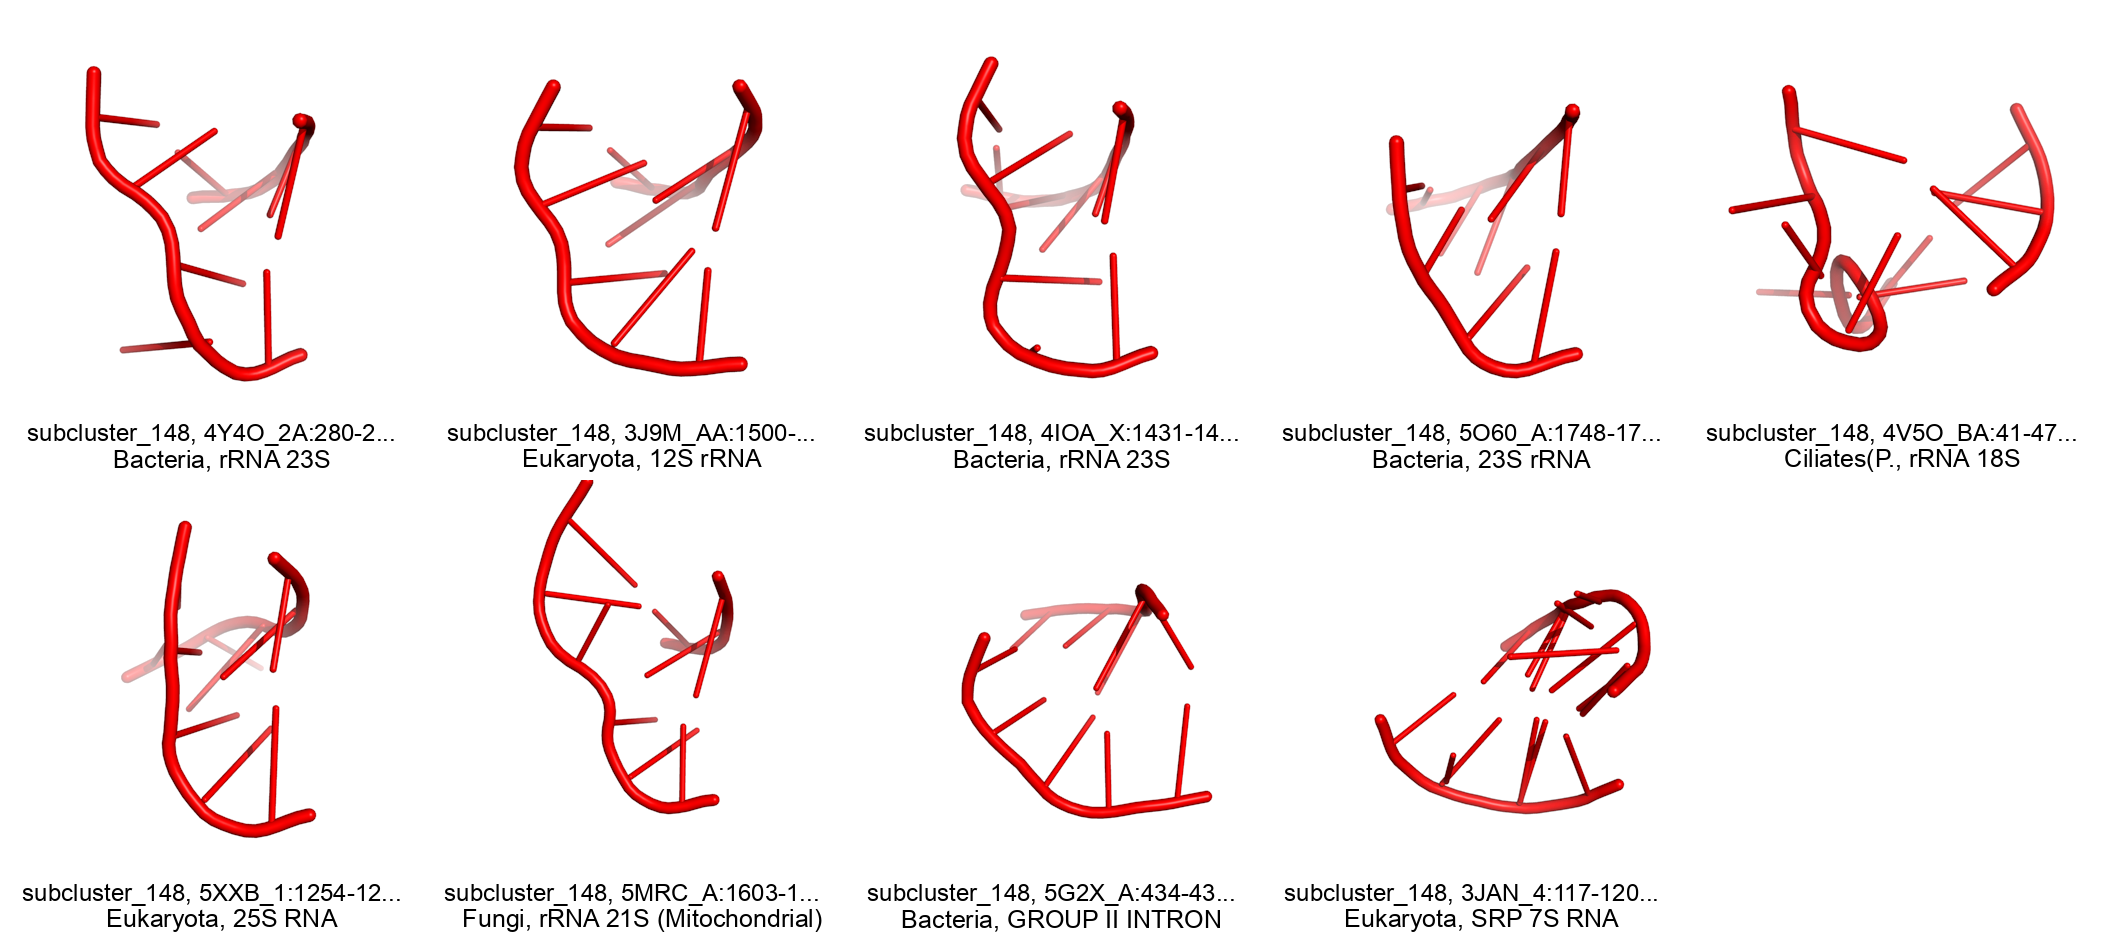 subcluster_148, 4Y4O_2A:280-2...
Bacteria, rRNA 23S
subcluster_148, 3J9M_AA:1500-...
Eukaryota, 12S rRNA
subcluster_148, 4IOA_X:1431-14...
Bacteria, rRNA 23S
subcluster_148, 5O60_A:1748-17...
Bacteria, 23S rRNA
subcluster_148, 4V5O_BA:41-47...
Ciliates(P., rRNA 18S
subcluster_148, 5XXB_1:1254-12...
Eukaryota, 25S RNA
subcluster_148, 5MRC_A:1603-1...
Fungi, rRNA 21S (Mitochondrial)
subcluster_148, 5G2X_A:434-43...
Bacteria, GROUP II INTRON
subcluster_148, 3JAN_4:117-120...
Eukaryota, SRP 7S RNA